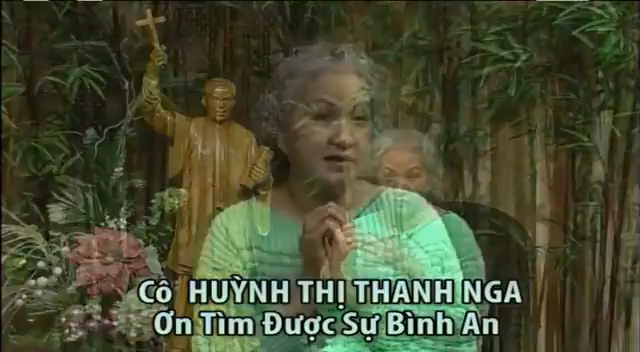 Cô HUỲNH THỊ THANH NGA
Ơn Tìm Được Sự Bình An